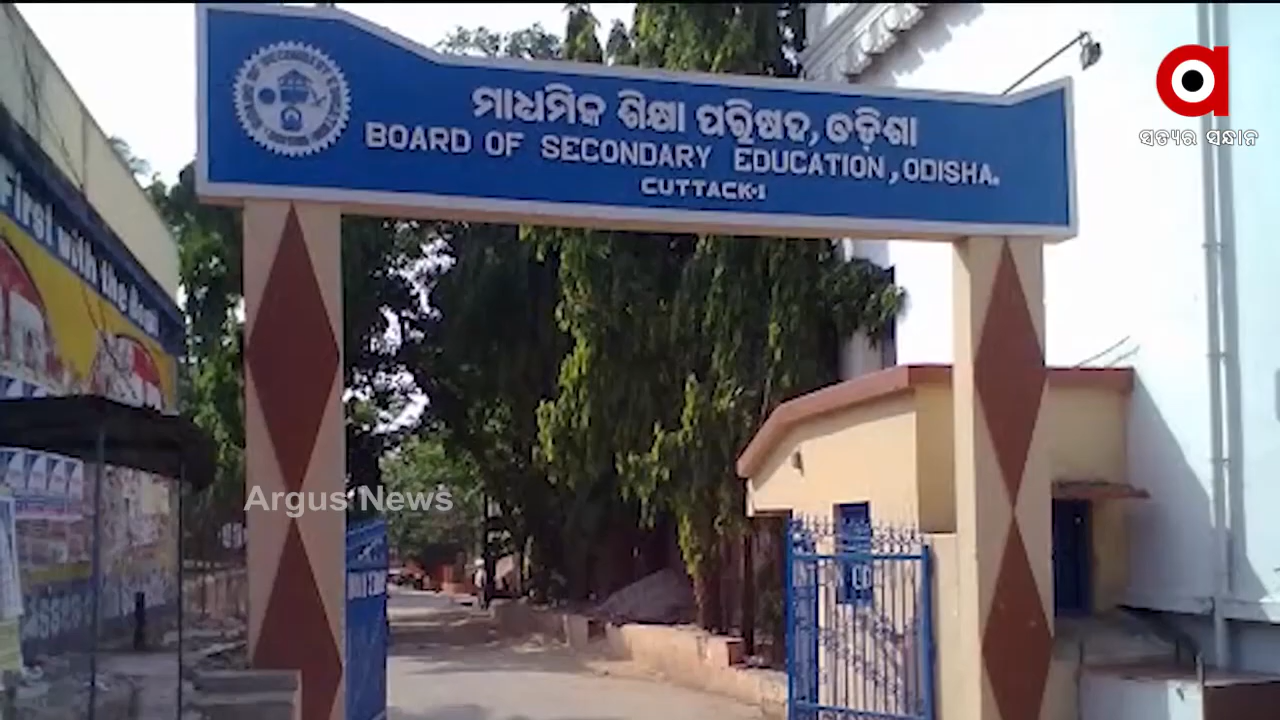 ମାଧ୍ୟମିକ ଶିକ୍ଷା ପରିଷଦ, ଓଡ଼ିଶା
BOARD OF SECONDARY EDUCATION, ODISHA.
CUTTACK-1
ସତ୍ୟର ସନ୍ଧାନ
First with the
Argus News